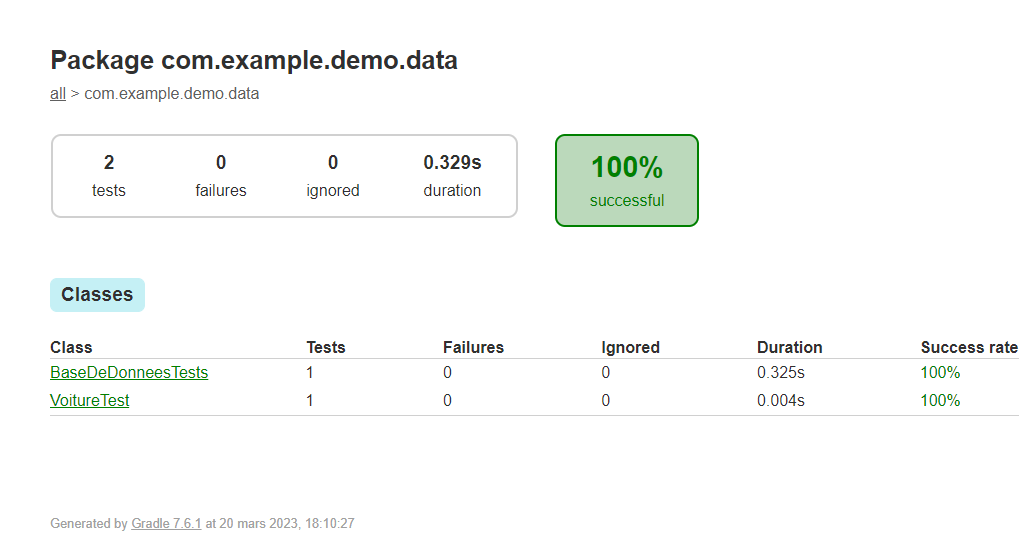 Package com.example.demo.data
all > com.example.demo.data
2 0 0 0.329s
tests failures ignored duration
100%
successful
Classes
Class Tests Failures Ignored Duration Success rate
BaseDeDonneesTests 1 0 0 0.325s 100%
VoitureTest 1 0 0 0.004s 100%
Generated by Gradle 7.6.1 at 20 mars 2023, 18:10:27